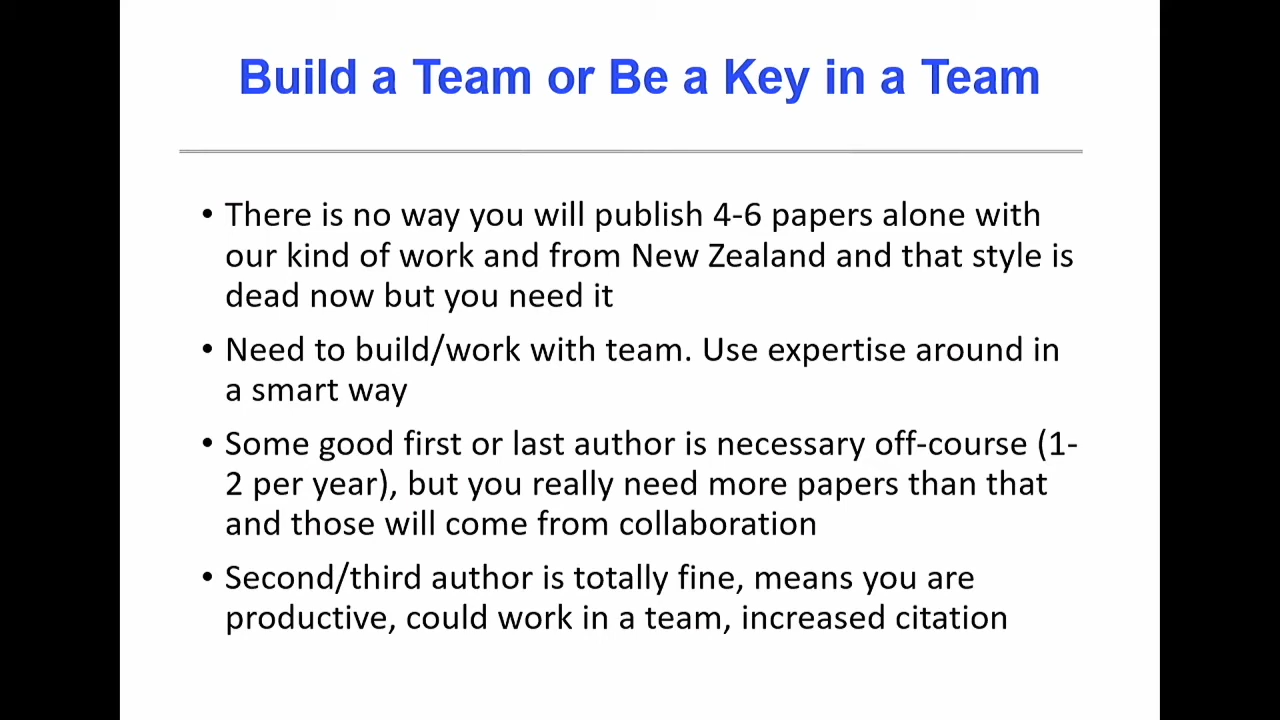 Build a Team or Be a Key in a Team
• There is no way you will publish 4-6 papers alone with
our kind of work and from New Zealand and that style is
dead now but you need it
• Need to build/work with team. Use expertise around in
a smart way
• Some good first or last author is necessary off-course (1-
2 per year), but you really need more papers than that
and those will come from collaboration
• Second/third author is totally fine, means you are
productive, could work in a team, increased citation